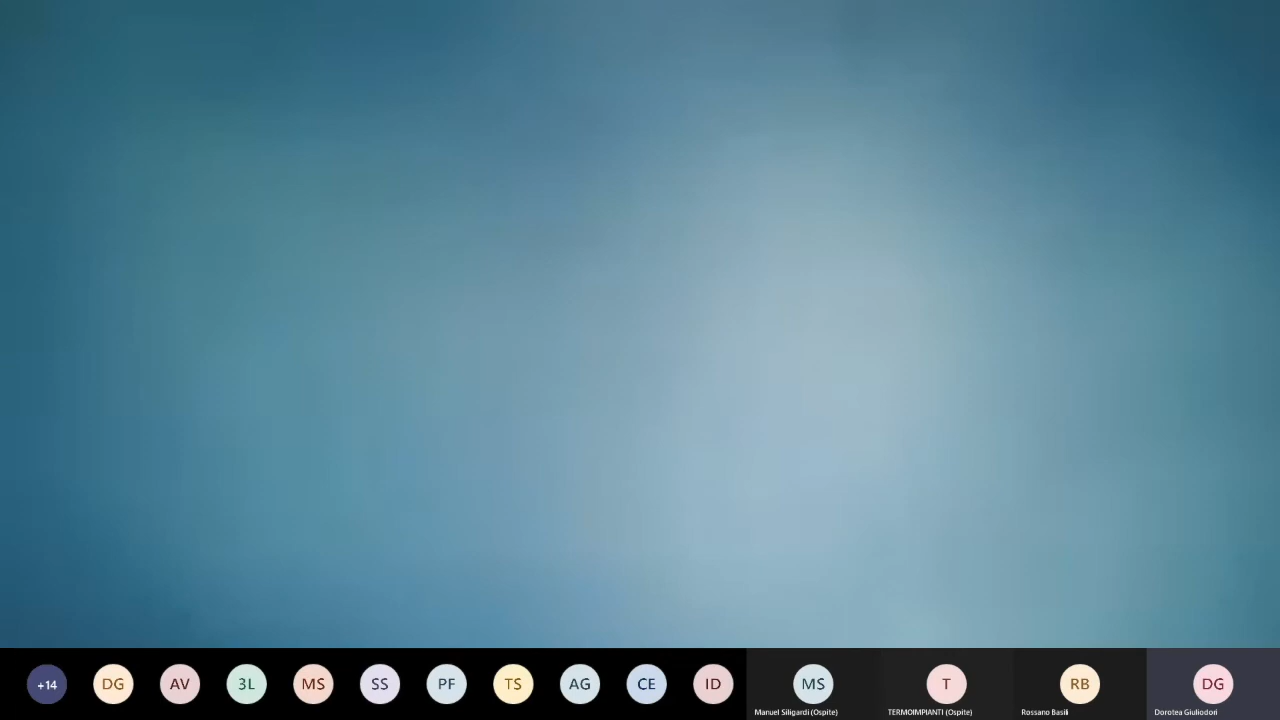 +14 DG AV 3L MS SS PF TS AG CE ID MS T RB DG
Manuel Siligardi (Ospite) TERMOIMPIANTI (Ospite) Rossano Basili Dorotea Giuliodori